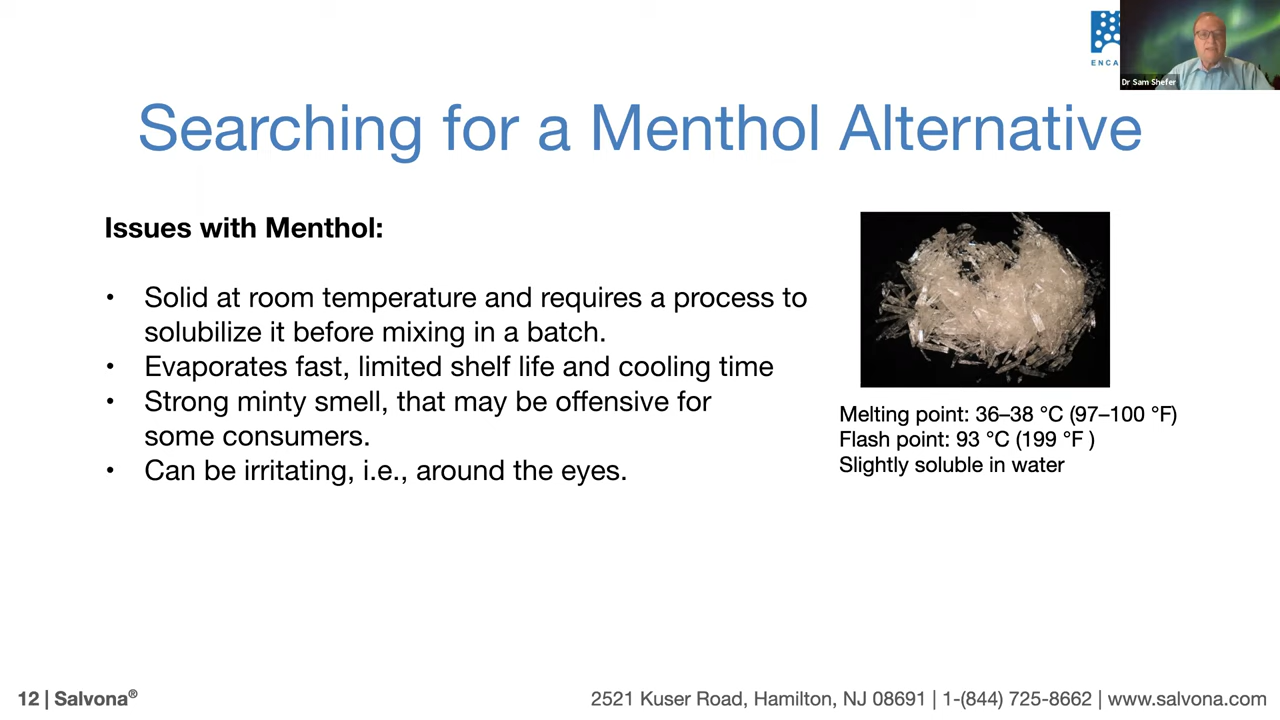 ENCA
Dr Sam Shefer
Searching for a Menthol Alternative
Issues with Menthol:
• Solid at room temperature and requires a process to
solubilize it before mixing in a batch.
• Evaporates fast, limited shelf life and cooling time
• Strong minty smell, that may be offensive for
some consumers.
• Can be irritating, i.e., around the eyes.
Melting point: 36–38 °C (97–100 °F)
Flash point: 93 °C (199 °F )
Slightly soluble in water
12 | Salvona®
2521 Kuser Road, Hamilton, NJ 08691 | 1-(844) 725-8662 | www.salvona.com